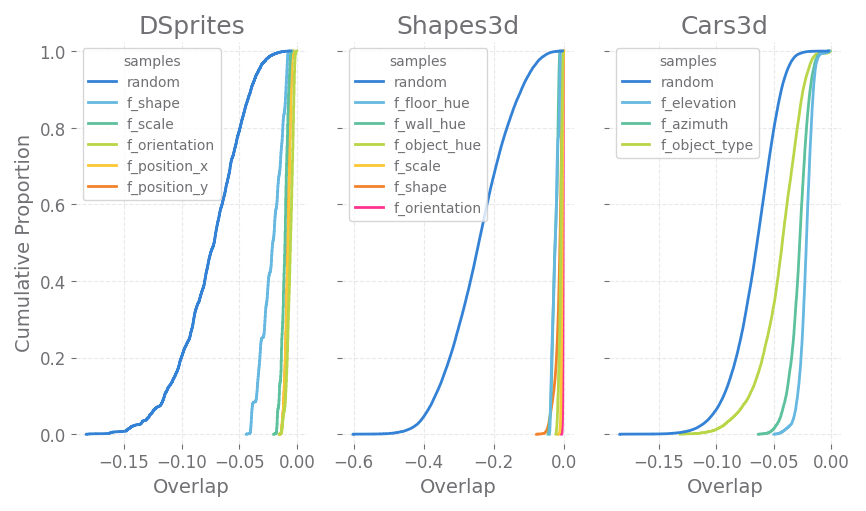 DSprites
Shapes3d
Cars3d
Cumulative Proportion
1.0
0.8
0.6
0.4
0.2
0.0
samples
random
f_shape
f_scale
f_orientation
f_position_x
f_position_y
−0.15
−0.10
−0.05
0.00
Overlap
samples
random
f_floor_hue
f_wall_hue
f_object_hue
f_scale
f_shape
f_orientation
−0.6
−0.4
−0.2
0.0
Overlap
samples
random
f_elevation
f_azimuth
f_object_type
−0.15
−0.10
−0.05
0.00
Overlap